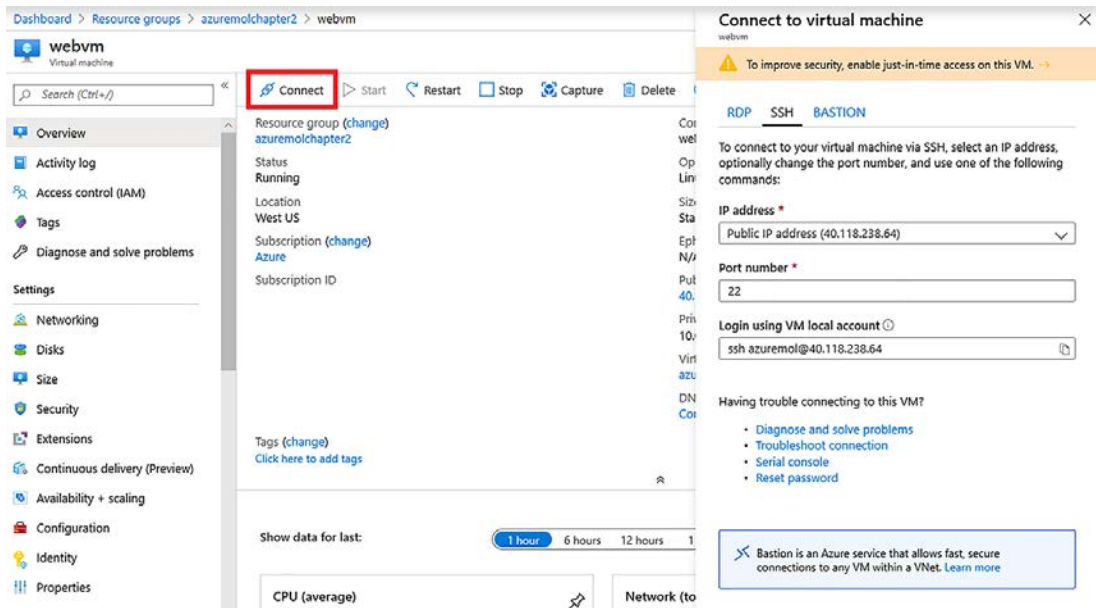 Dashboard > Resource groups > azuremolchapter2 > webvm
webvm
Virtual machine
Search (Ctrl+/)
«
Overview
Activity log
Access control (IAM)
Tags
Diagnose and solve problems
Settings
Networking
Disks
Size
Security
Extensions
Continuous delivery (Preview)
Availability + scaling
Configuration
Identity
Properties
Connect Start Restart Stop Capture Delete
Resource group (change)
azuremolchapter2
Status
Running
Location
West US
Subscription (change)
Azure
Subscription ID
Tags (change)
Click here to add tags
Show data for last:
1 hour 6 hours 12 hours 1
CPU (average)
Network (to
Connect to virtual machine
webvm
To improve security, enable just-in-time access on this VM. →
RDP SSH BASTION
To connect to your virtual machine via SSH, select an IP address,
optionally change the port number, and use one of the following
commands:
IP address *
Public IP address (40.118.238.64)
Port number *
22
Login using VM local account
ssh azuremol@40.118.238.64
Having trouble connecting to this VM?
• Diagnose and solve problems
• Troubleshoot connection
• Serial console
• Reset password
Bastion is an Azure service that allows fast, secure
connections to any VM within a VNet. Learn more